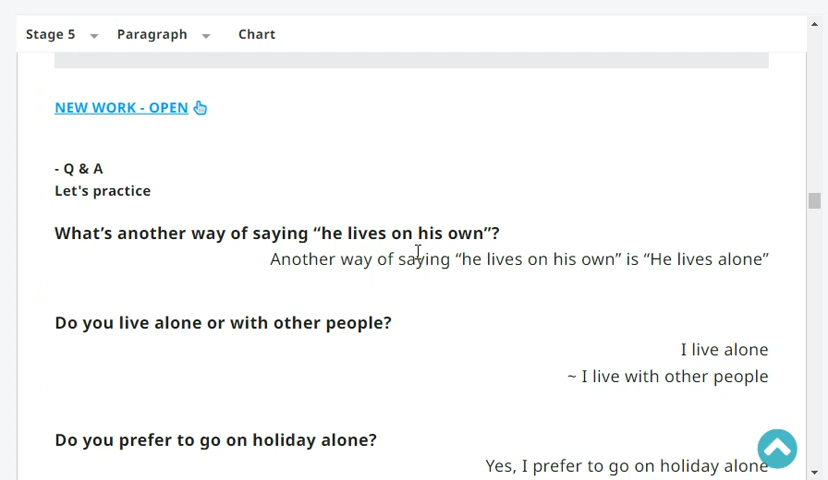 Stage 5 Paragraph Chart
NEW WORK - OPEN
- Q & A
Let's practice
What's another way of saying “he lives on his own”?
Another way of saying “he lives on his own” is “He lives alone”
Do you live alone or with other people?
I live alone
~ I live with other people
Do you prefer to go on holiday alone?
Yes, I prefer to go on holiday alone